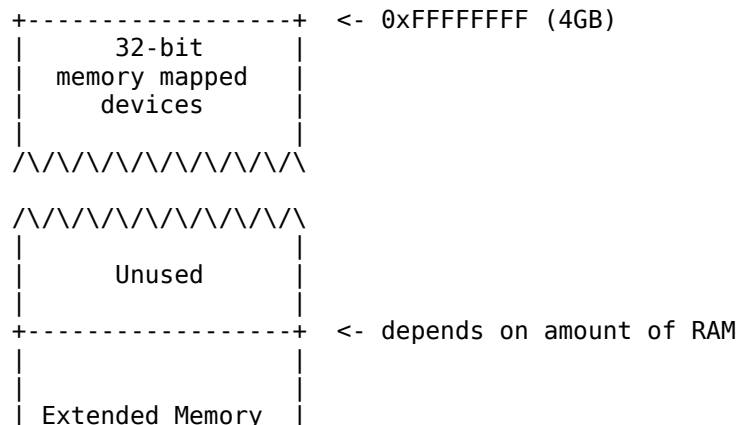 +------------------+  <- 0xFFFFFFFF (4GB)
|      32-bit      |
|  memory mapped   |
|     devices      |
|                  |
/\/\/\/\/\/\/\/\/\/\

/\/\/\/\/\/\/\/\/\/\
|                  |
|      Unused      |
|                  |
+------------------+  <- depends on amount of RAM
|                  |
|                  |
| Extended Memory  |